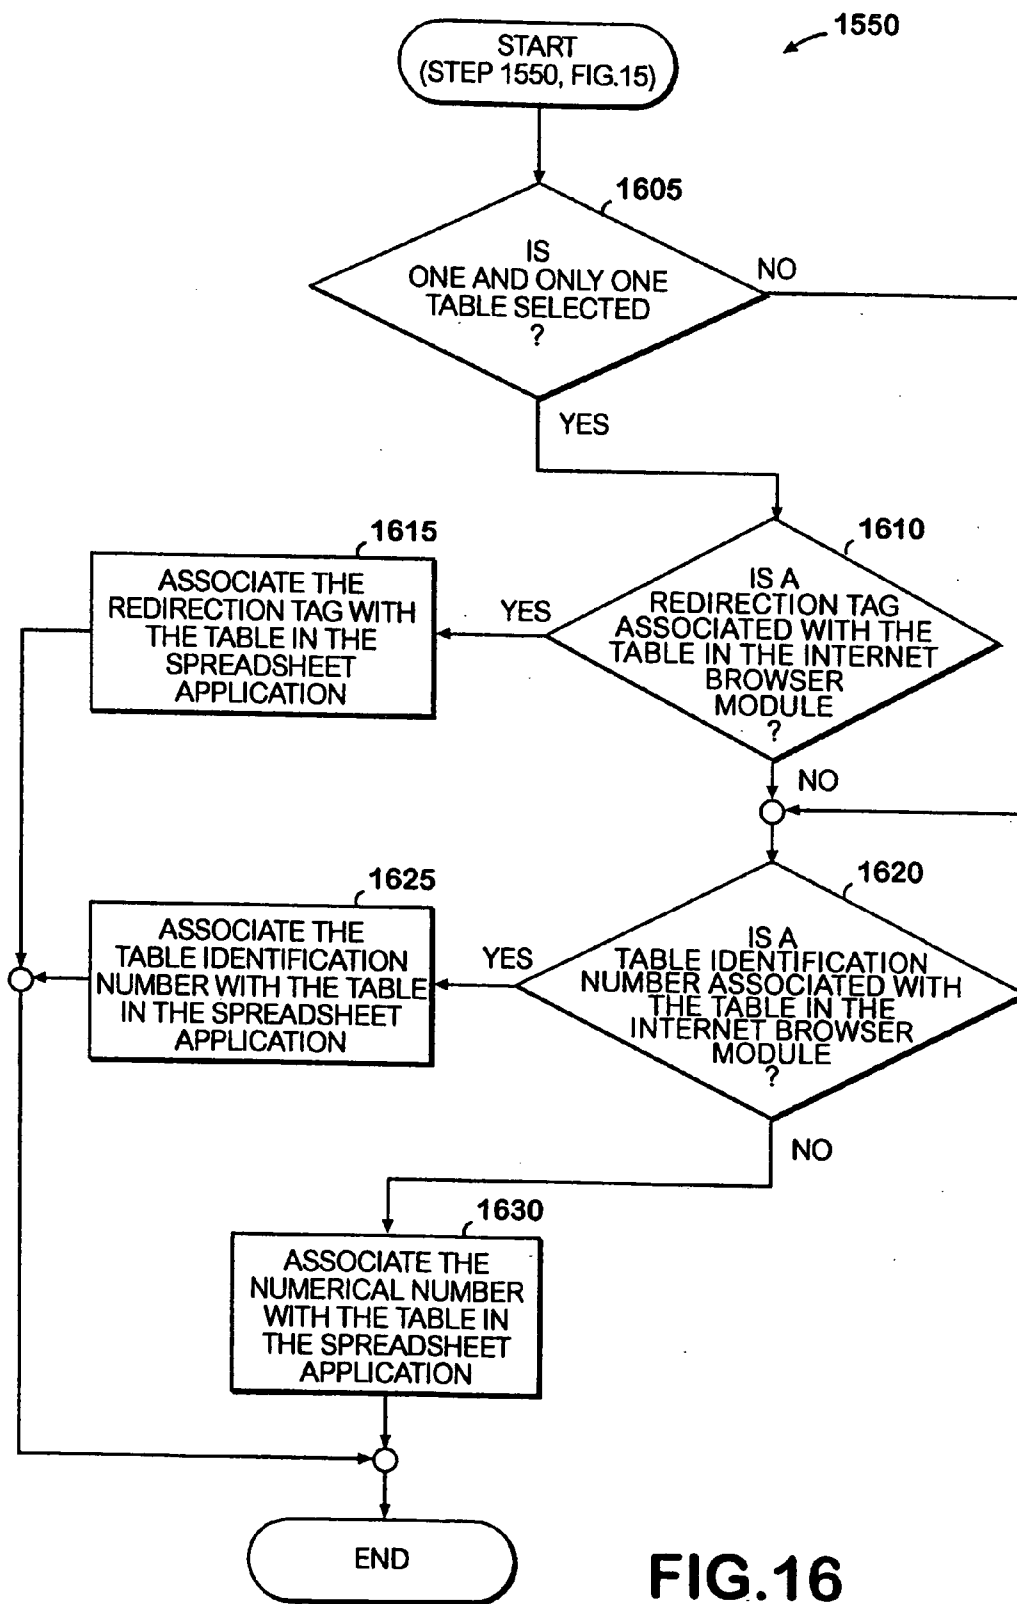 START
(STEP 1550, FIG.15)
1550
1605
IS
ONE AND ONLY ONE
TABLE SELECTED
?
NO
YES
1615
ASSOCIATE THE
REDIRECTION TAG WITH
THE TABLE IN THE
SPREADSHEET
APPLICATION
YES
1610
IS A
REDIRECTION TAG
ASSOCIATED WITH THE
TABLE IN THE INTERNET
BROWSER
MODULE
?
NO
1625
ASSOCIATE THE
TABLE IDENTIFICATION
NUMBER WITH THE TABLE
IN THE SPREADSHEET
APPLICATION
YES
1620
IS A
TABLE IDENTIFICATION
NUMBER ASSOCIATED WITH
THE TABLE IN THE
INTERNET BROWSER
MODULE
?
NO
1630
ASSOCIATE THE
NUMERICAL NUMBER
WITH THE TABLE IN
THE SPREADSHEET
APPLICATION
END
FIG.16